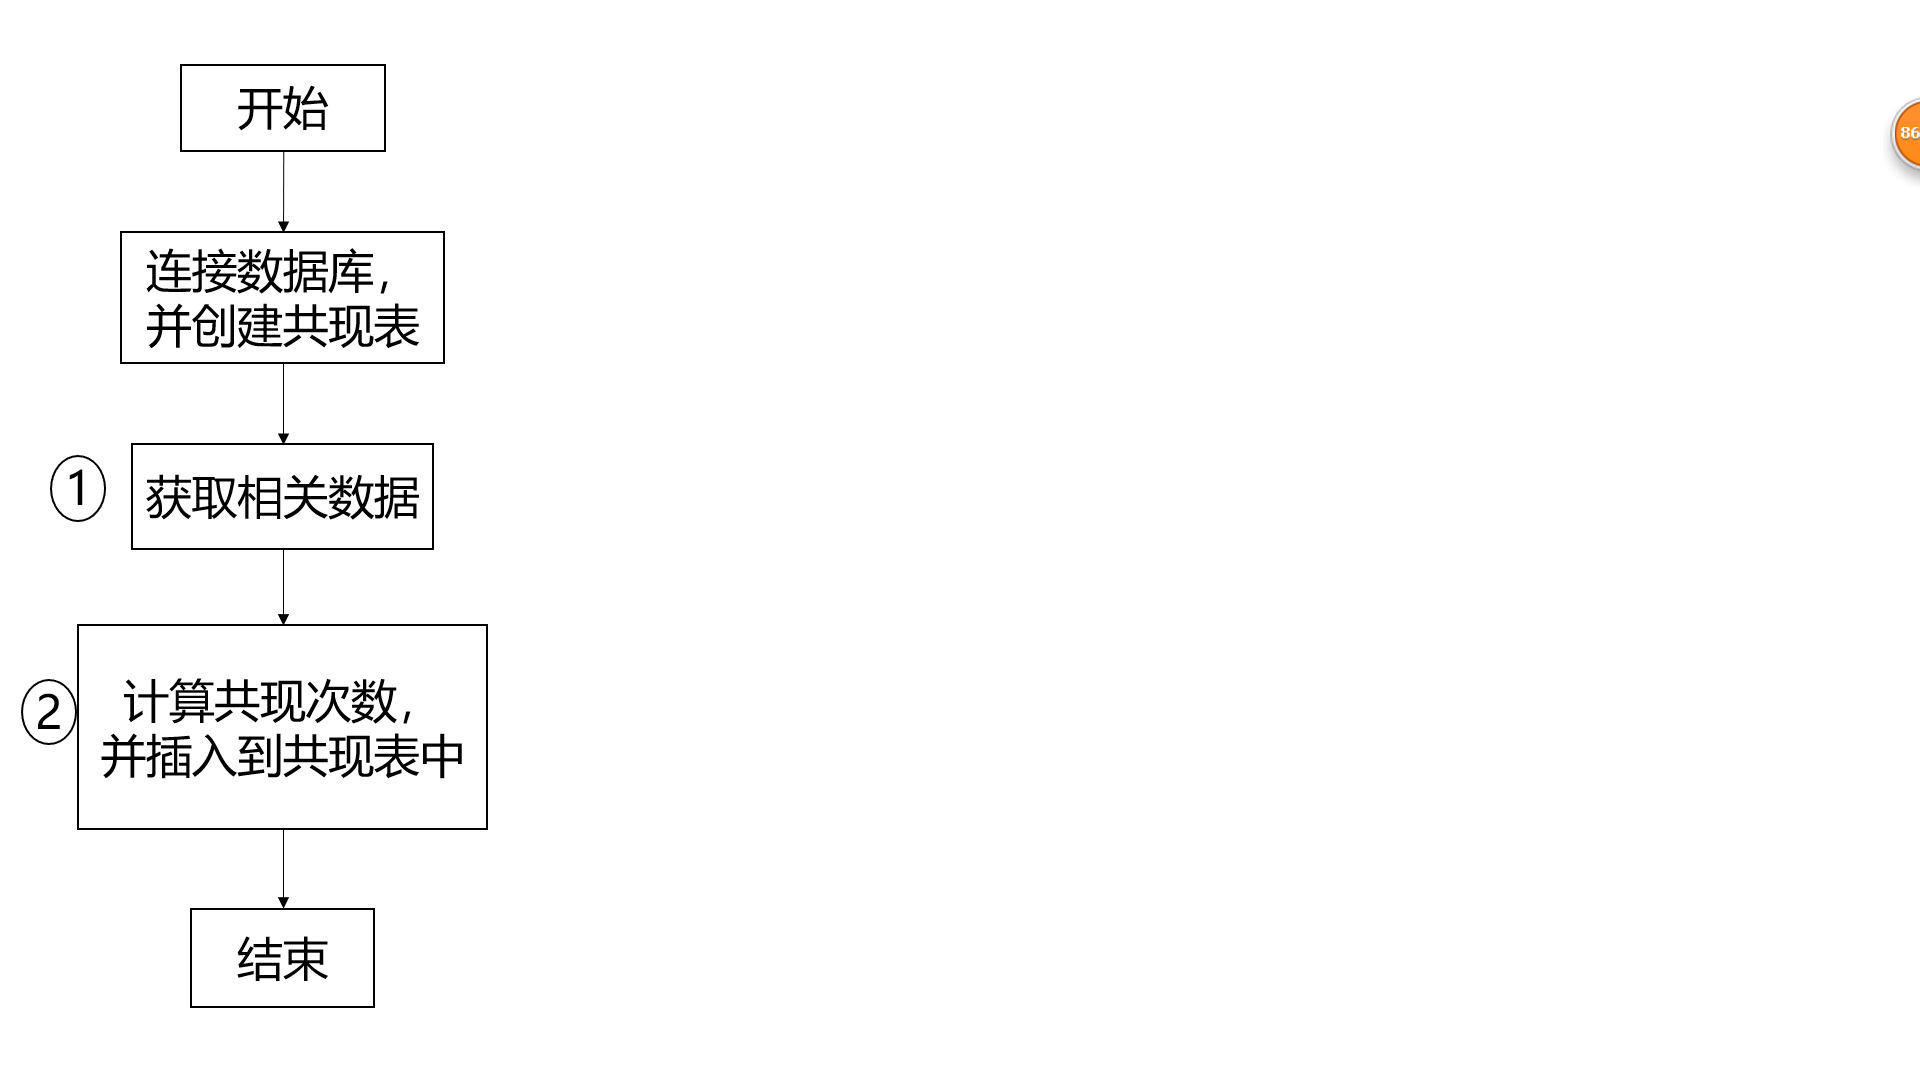 开始
86
连接数据库，
并创建共现表
1
获取相关数据
2
计算共现次数，
并插入到共现表中
结束